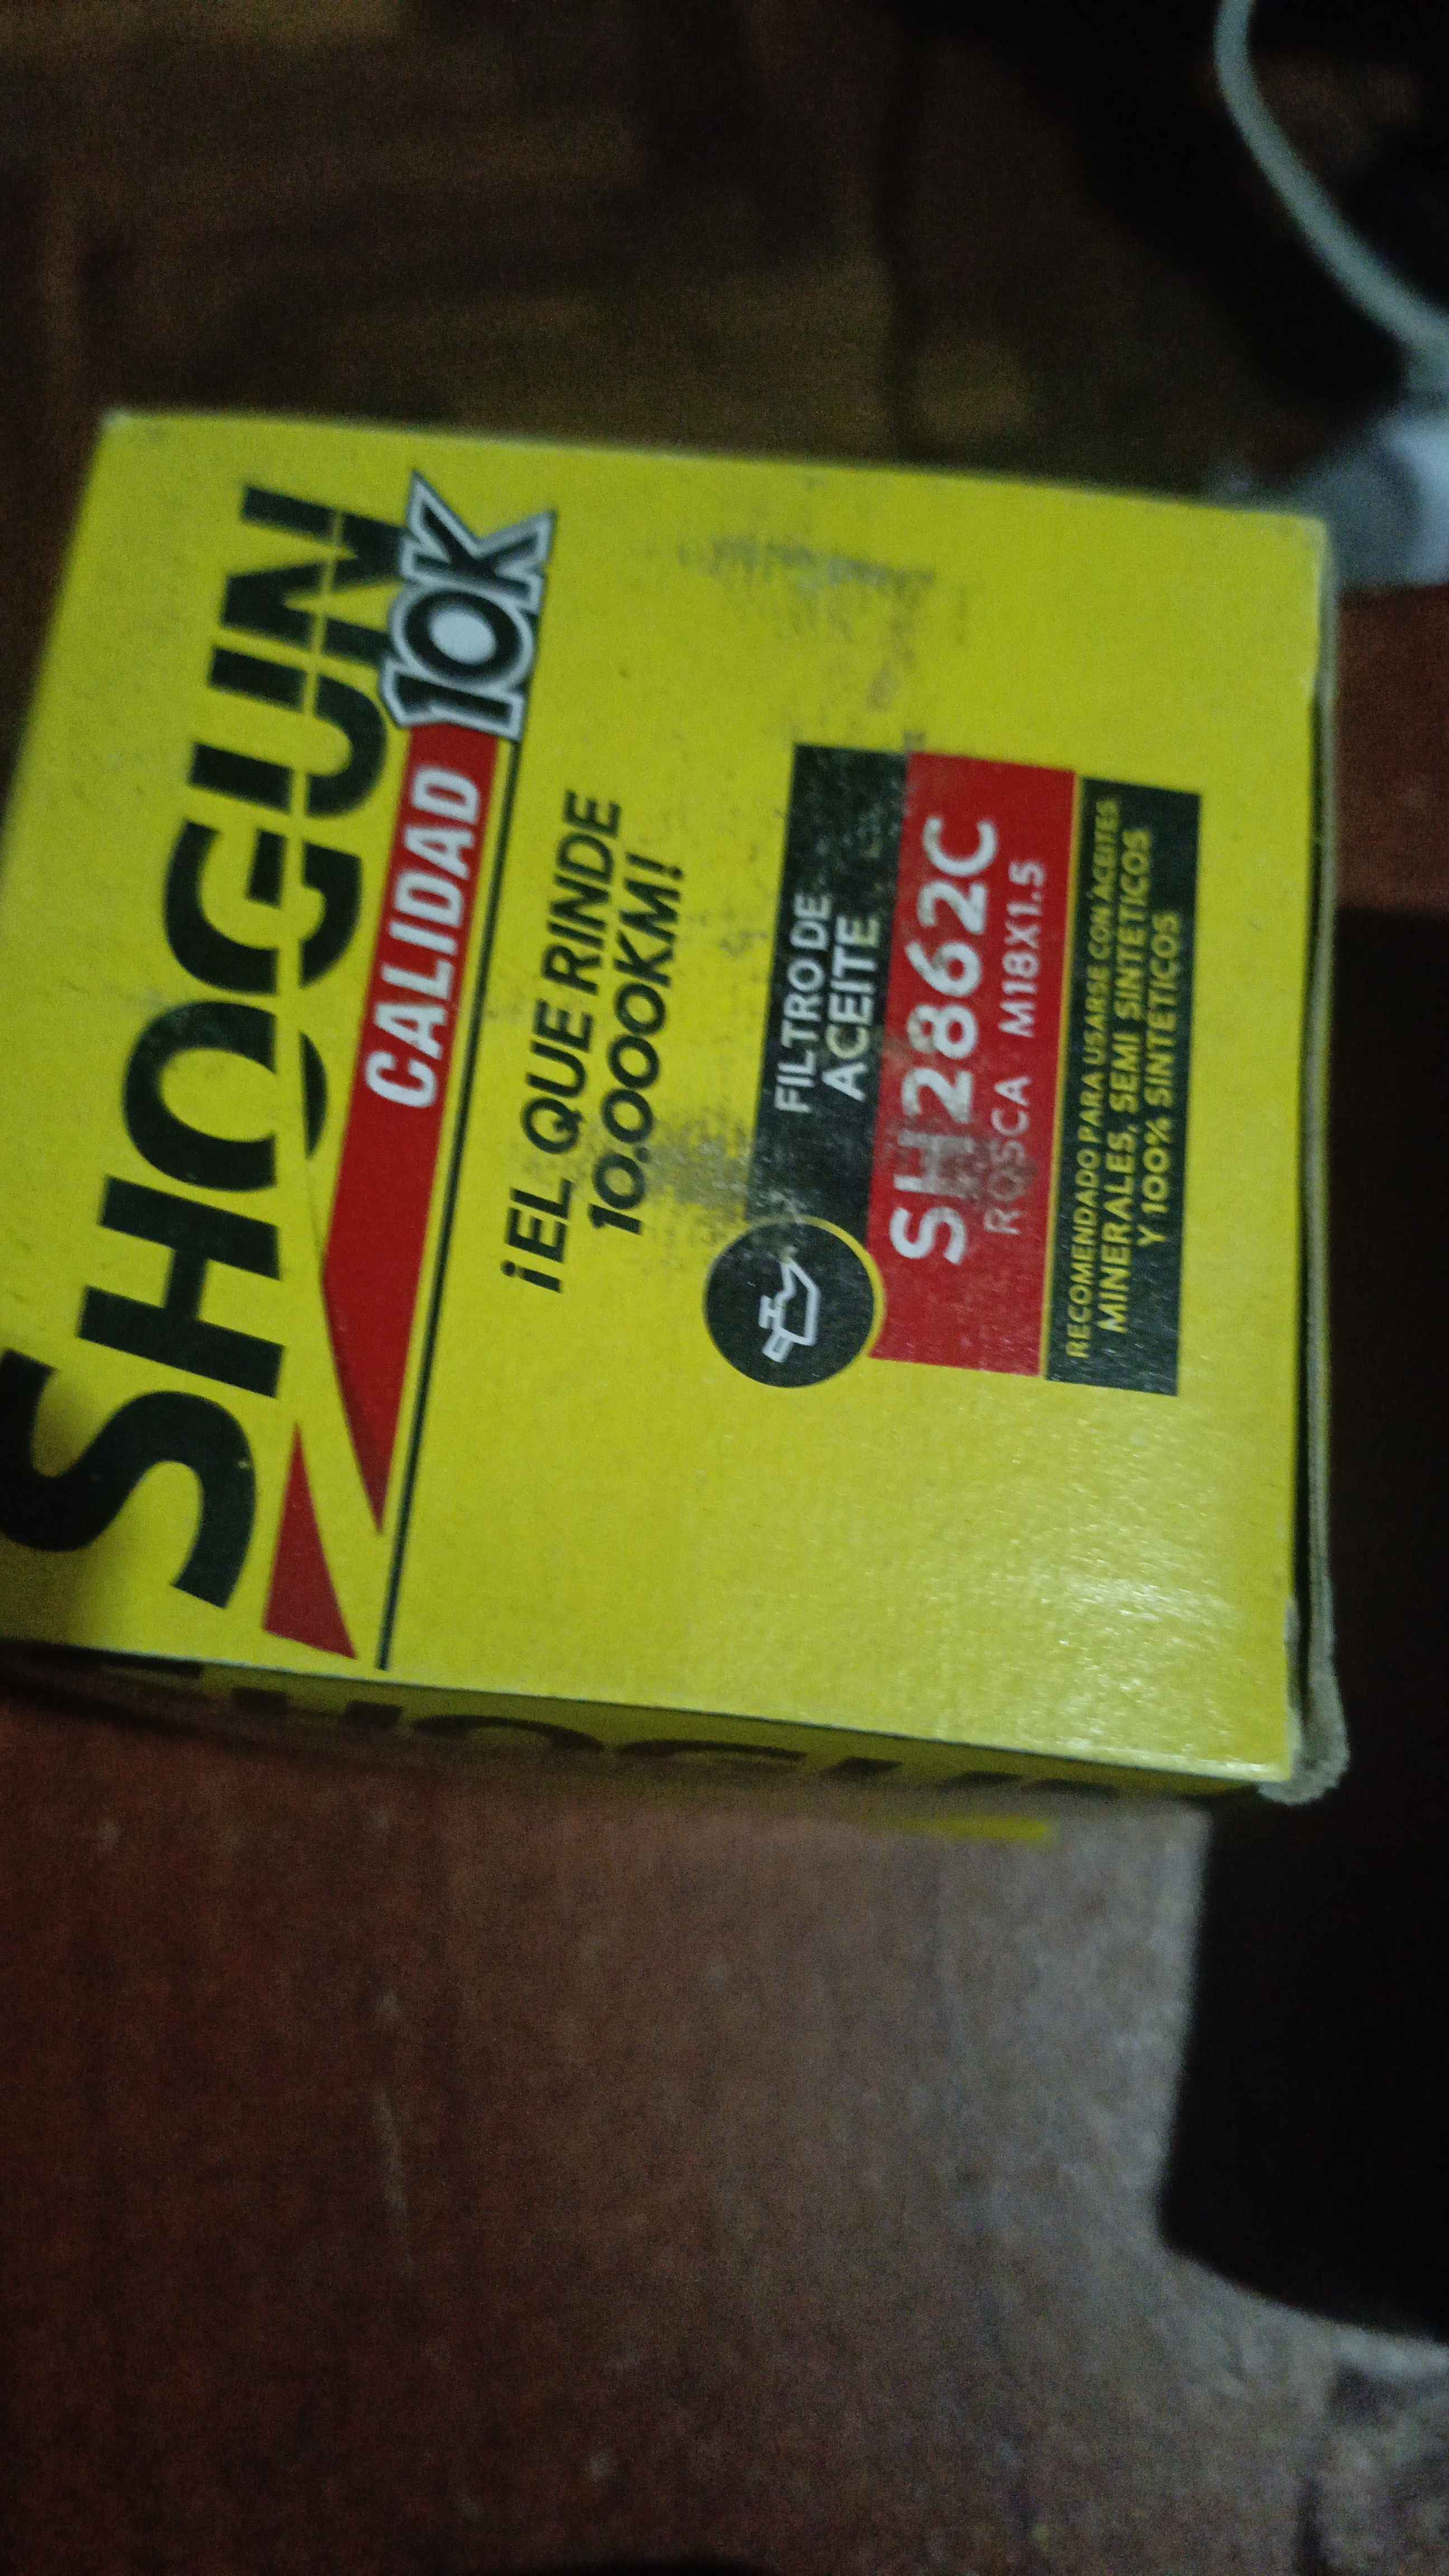 SHOGUN
CALIDAD 10K
¡EL QUE RINDE
10.000KM!
FILTRO DE
ACEITE
SH2862C
ROSCA M18X1.5
RECOMENDADO PARA USARSE CON ACEITES
MINERALES, SEMI SINTETICOS
Y 100% SINTETICOS